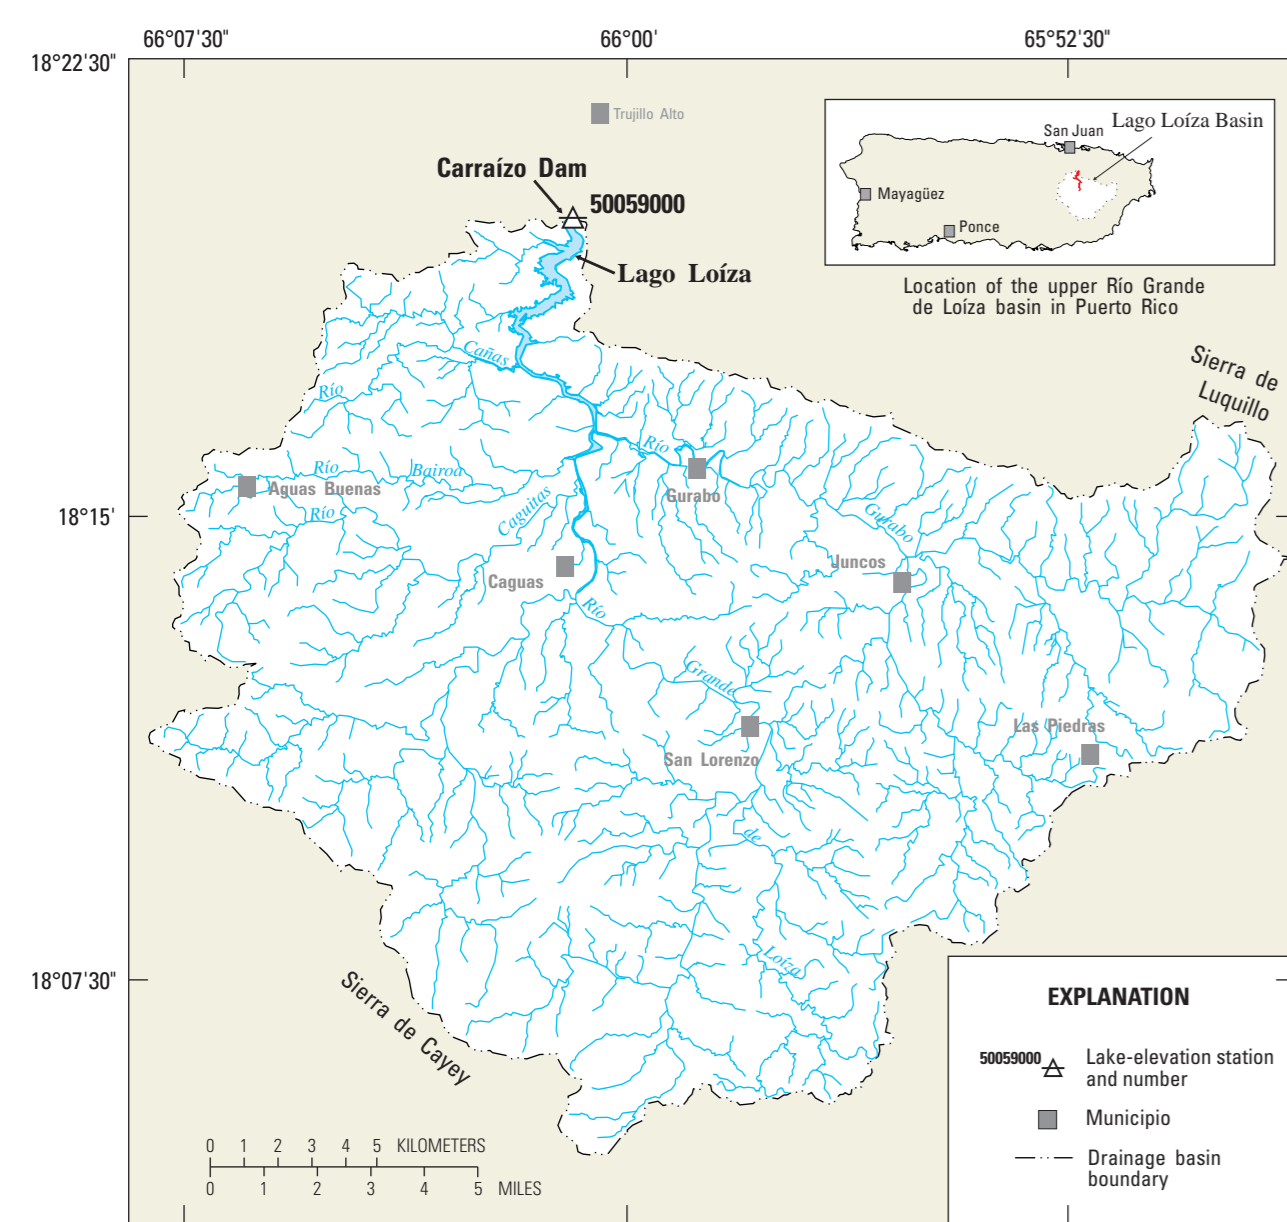 66°07'30"
66°00'
65°52'30"
18°22'30"
Trujillo Alto
San Juan
Lago Loíza Basin
Mayagüez
Ponce
Location of the upper Río Grande
de Loíza basin in Puerto Rico
Carraízo Dam
50059000
Lago Loíza
Sierra de
Luquillo
Cañas
Río
Río
Gurabo
Río
Bairoa
Aguas Buenas
Río
Caguitas
Gurabo
18°15'
Juncos
Caguas
Río
Grande
Las Piedras
San Lorenzo
de
Loíza
18°07'30"
Sierra de Cayey
EXPLANATION
50059000
Lake-elevation station
and number
Municipio
Drainage basin
boundary
0 1 2 3 4 5 KILOMETERS
0 1 2 3 4 5 MILES